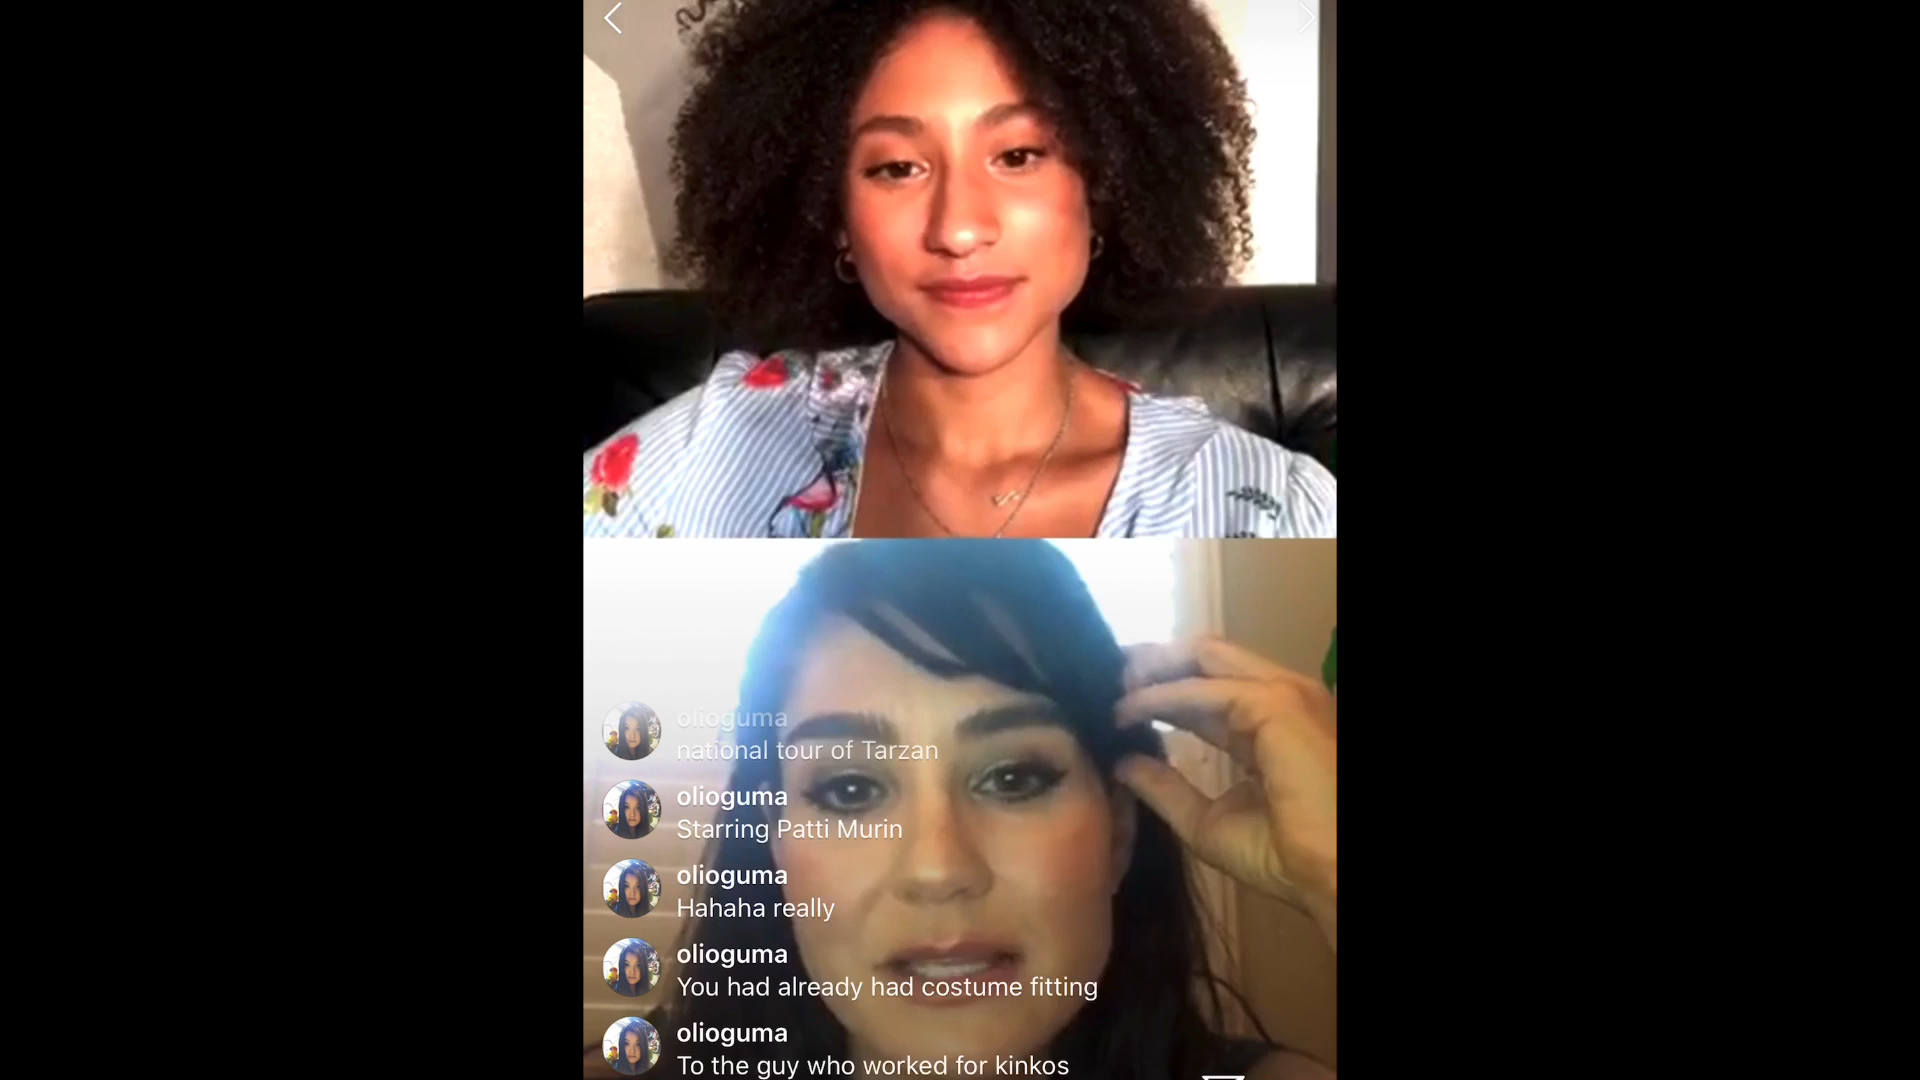 olioguma
national tour of Tarzan
olioguma
Starring Patti Murin
olioguma
Hahaha really
olioguma
You had already had costume fitting
olioguma
To the guy who worked for kinkos